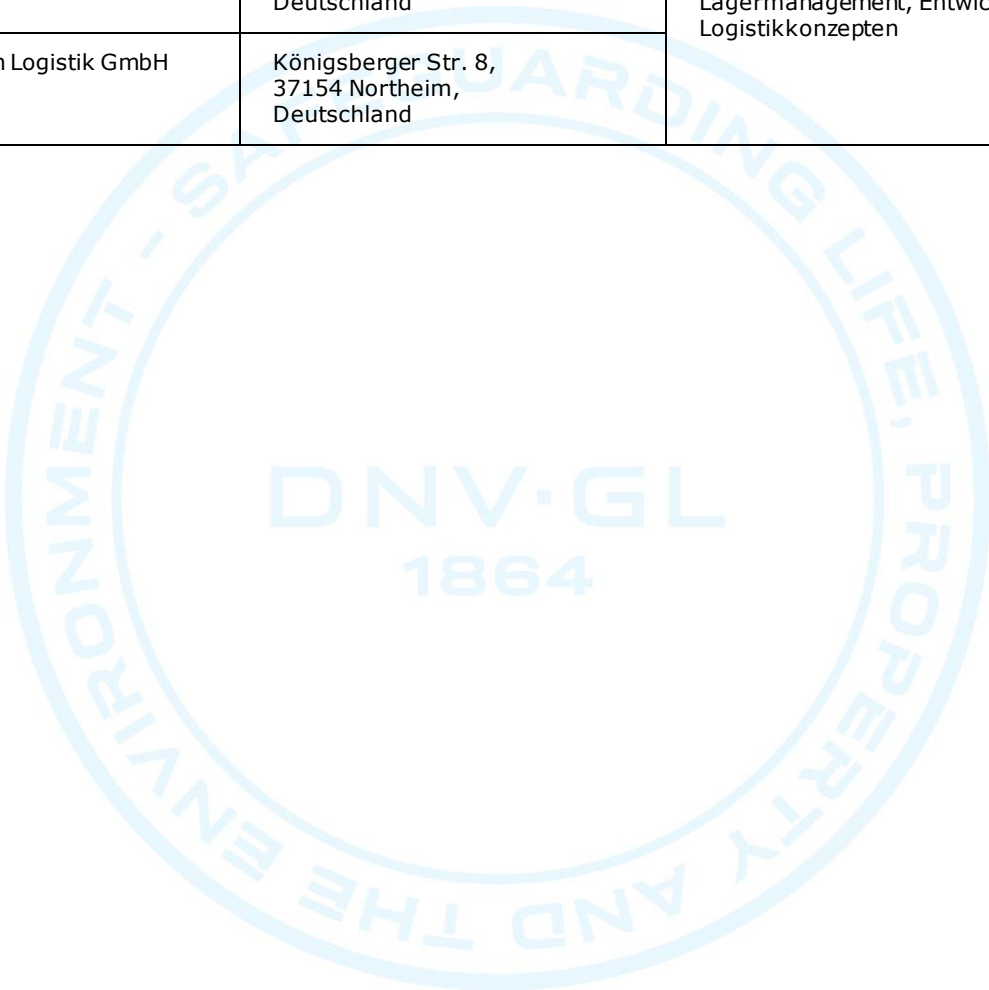 Deutschland
Lagermanagement, Entwic
Logistikkonzepten
n Logistik GmbH
Königsberger Str. 8,
37154 Northeim,
Deutschland
SAFEGUARDING LIFE, PROPERTY AND THE ENVIRONMENT -
DNV·GL
1864